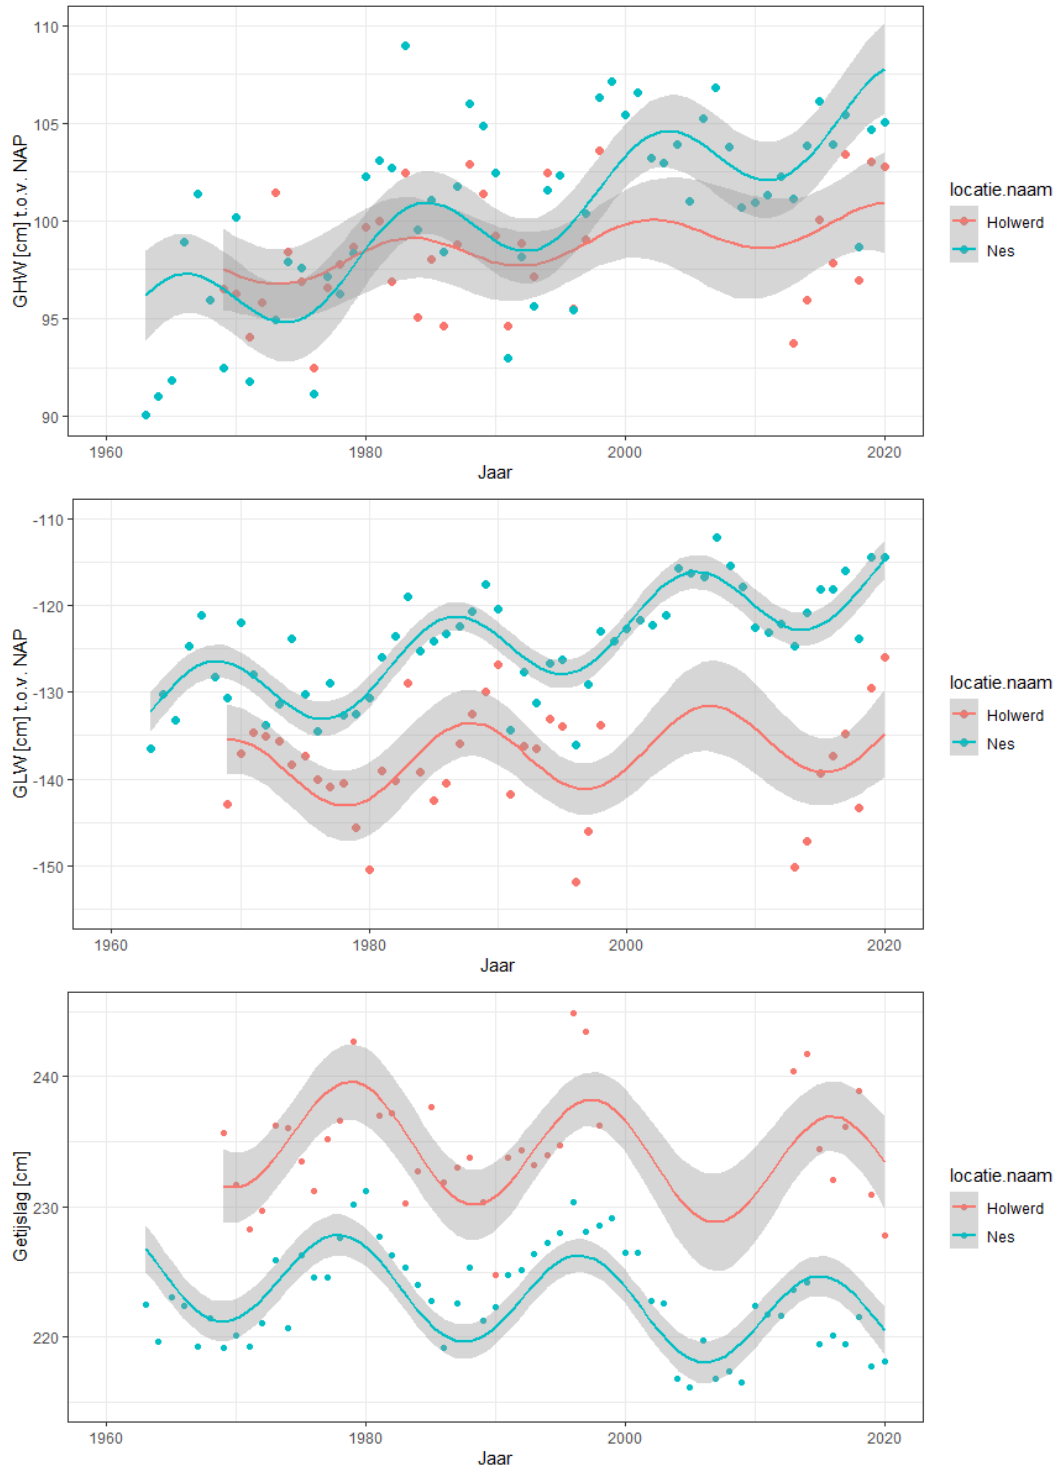 110
105
100
95
90
GHW [cm] t.o.v. NAP
1960 1980 2000 2020
Jaar
locatie.naam
Holwerd
Nes
-110
-120
-130
-140
-150
GLW [cm] t.o.v. NAP
1960 1980 2000 2020
Jaar
locatie.naam
Holwerd
Nes
240
230
220
Getijslag [cm]
1960 1980 2000 2020
Jaar
locatie.naam
Holwerd
Nes